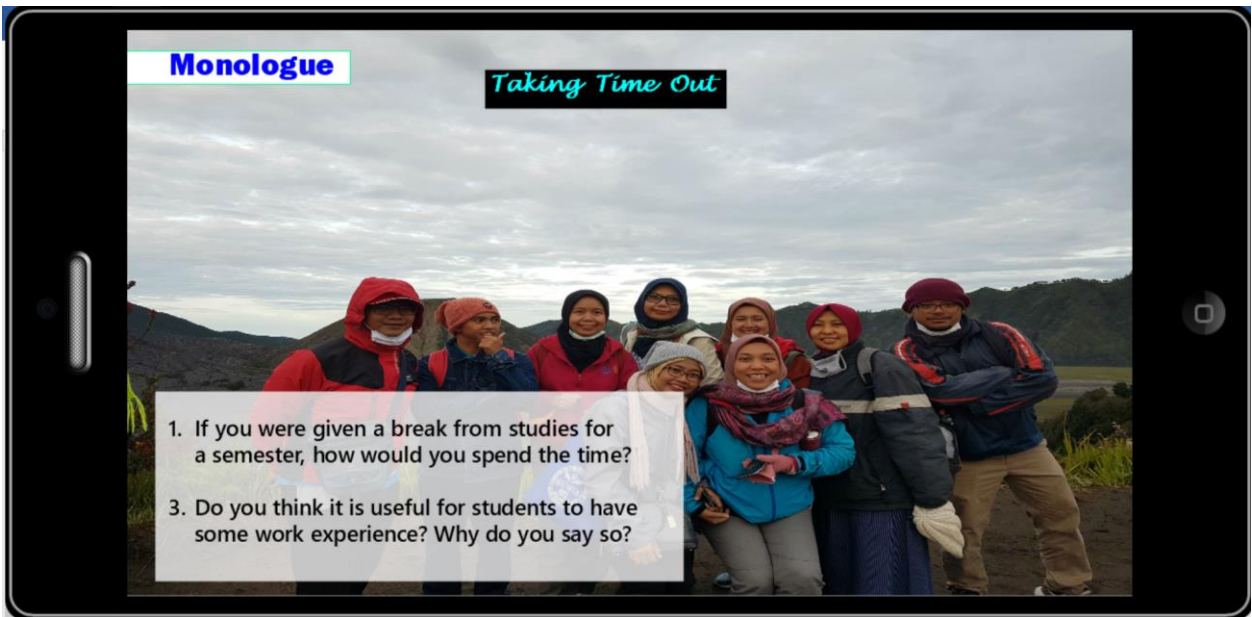 Monologue
Taking Time Out
1. If you were given a break from studies for
a semester, how would you spend the time?
3. Do you think it is useful for students to have
some work experience? Why do you say so?